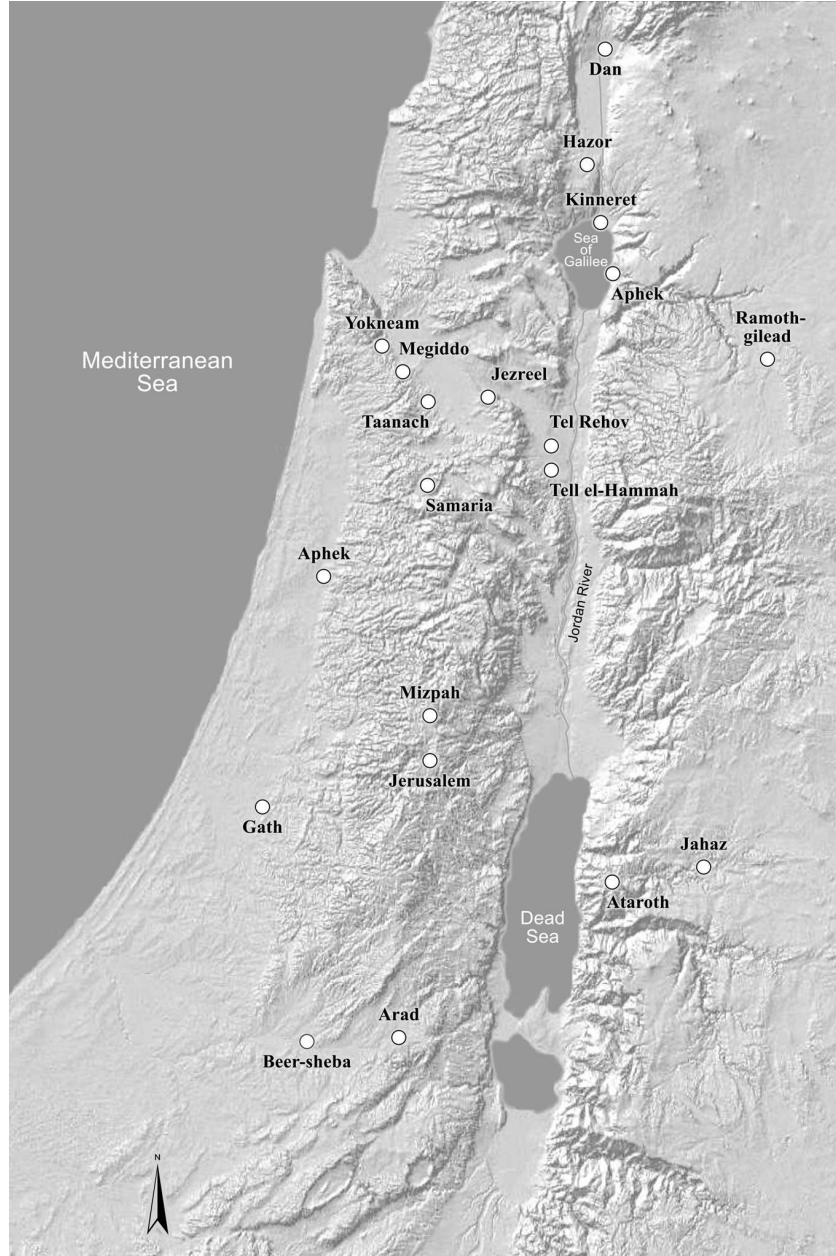 Dan
Hazor
Kinneret
Sea
of
Galilee
Aphek
Ramoth-
gilead
Yokneam
Megiddo
Mediterranean
Sea
Jezreel
Taanach
Tel Rehov
Tell el-Hammah
Samaria
Aphek
Jordan River
Mizpah
Jerusalem
Gath
Jahaz
Ataroth
Dead
Sea
Arad
Beer-sheba
N